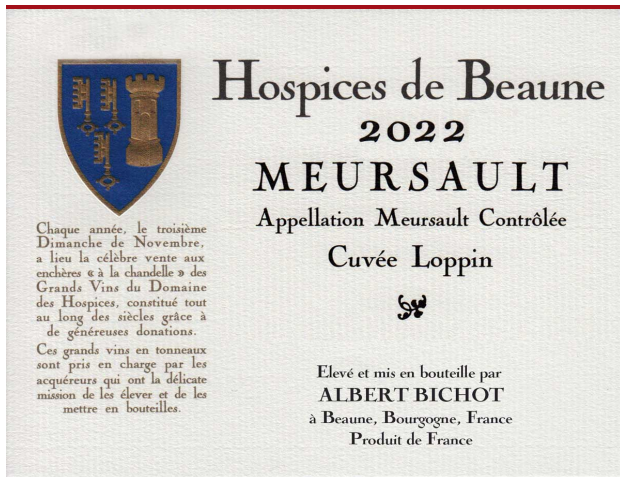 Hospices de Beaune
2022
MEURSAULT
Appellation Meursault Contrôlée
Cuvée Loppin
Chaque année, le troisième
Dimanche de Novembre,
a lieu la célèbre vente aux
enchères « à la chandelle » des
Grands Vins du Domaine
des Hospices, constitué tout
au long des siècles grâce à
de généreuses donations.
Ces grands vins en tonneaux
sont pris en charge par les
acquéreurs qui ont la délicate
mission de les élever et de les
mettre en bouteilles.
Elevé et mis en bouteille par
ALBERT BICHOT
à Beaune, Bourgogne, France
Produit de France